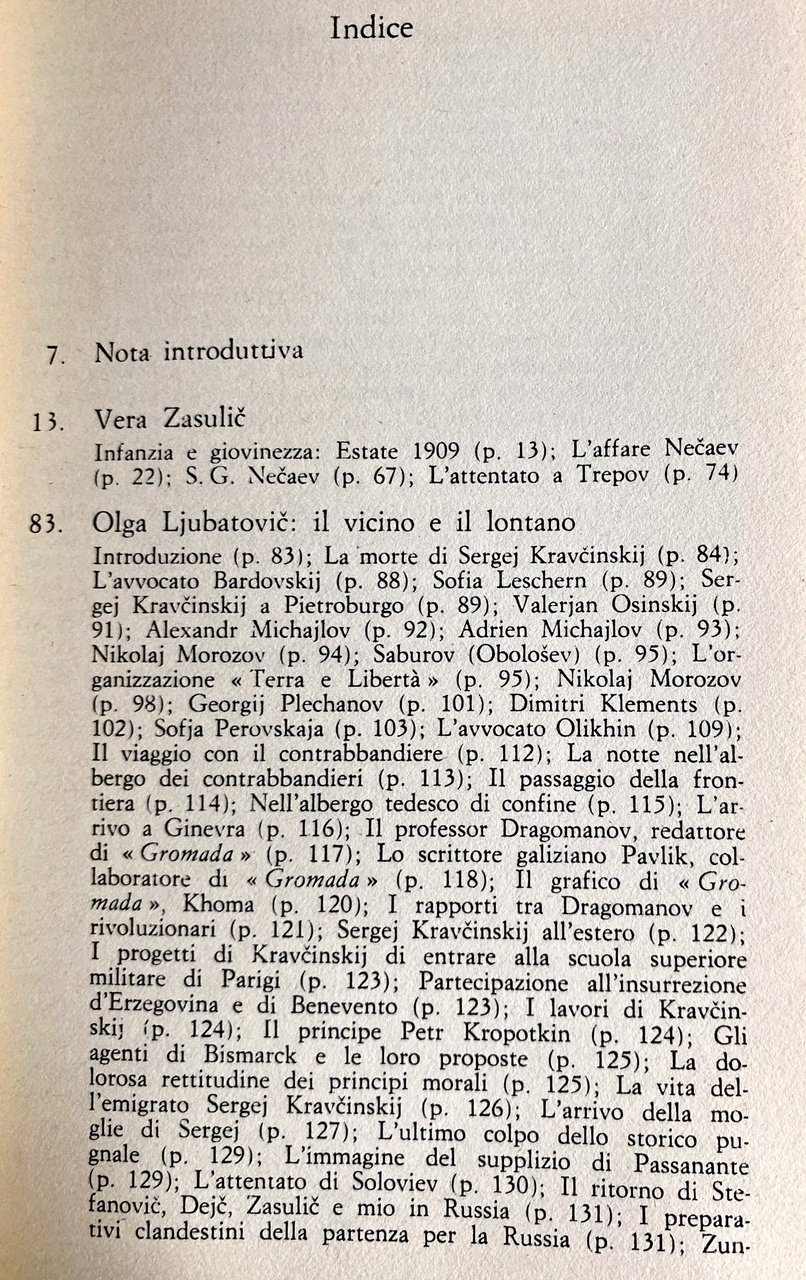 Indice
7. Nota introduttiva
13. Vera Zasulič
Infanzia e giovinezza: Estate 1909 (p. 13); L'affare Nečaev
(p. 22); S. G. Nečaev (p. 67); L'attentato a Trepov (p. 74)
83. Olga Ljubatovič: il vicino e il lontano
Introduzione (p. 83); La morte di Sergej Kravčinskij (p. 84);
L'avvocato Bardovskij (p. 88); Sofia Leschern (p. 89); Ser-
gej Kravčinskij a Pietroburgo (p. 89); Valerjan Osinskij (p.
91); Alexandr Michajlov (p. 92); Adrien Michajlov (p. 93);
Nikolaj Morozov (p. 94); Saburov (Obološev) (p. 95); L'or-
ganizzazione « Terra e Libertà » (p. 95); Nikolaj Morozov
(p. 98); Georgij Plechanov (p. 101); Dimitri Klements (p.
102); Sofja Perovskaja (p. 103); L'avvocato Olikhin (p. 109);
Il viaggio con il contrabbandiere (p. 112); La notte nell'al-
bergo dei contrabbandieri (p. 113); Il passaggio della fron-
tiera (p. 114); Nell'albergo tedesco di confine (p. 115); L'ar-
rivo a Ginevra (p. 116); Il professor Dragomanov, redattore
di « Gromada » (p. 117); Lo scrittore galiziano Pavlik, col-
laboratore di « Gromada » (p. 118); Il grafico di « Gro-
mada », Khoma (p. 120); I rapporti tra Dragomanov e i
rivoluzionari (p. 121); Sergej Kravčinskij all'estero (p. 122);
I progetti di Kravčinskij di entrare alla scuola superiore
militare di Parigi (p. 123); Partecipazione all'insurrezione
d'Erzegovina e di Benevento (p. 123); I lavori di Kravčin-
skij (p. 124); Il principe Petr Kropotkin (p. 124); Gli
agenti di Bismarck e le loro proposte (p. 125); La do-
lorosa rettitudine dei principi morali (p. 125); La vita del-
l'emigrato Sergej Kravčinskij (p. 126); L'arrivo della mo-
glie di Sergej (p. 127); L'ultimo colpo dello storico pu-
gnale (p. 129); L'immagine del supplizio di Passanante
(p. 129); L'attentato di Soloviev (p. 130); Il ritorno di Ste-
fanovič, Dejč, Zasulič e mio in Russia (p. 131); I prepara-
tivi clandestini della partenza per la Russia (p. 131); Zun-